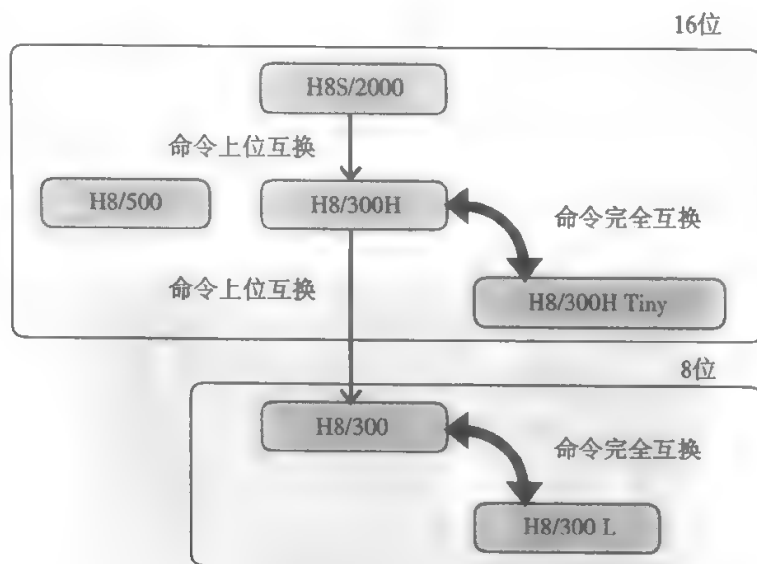 16位
H8S/2000
命令上位互换
H8/500
H8/300H
命令完全互换
命令上位互换
H8/300H Tiny
8位
H8/300
命令完全互换
H8/300 L